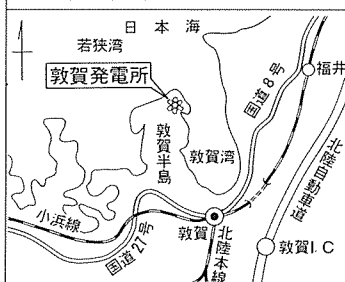 日本海
若狭湾
敦賀発電所
福井
国道8号
敦賀半島
敦賀湾
北陸自動車道
小浜線
敦賀
国道27号
北陸本線
敦賀I.C